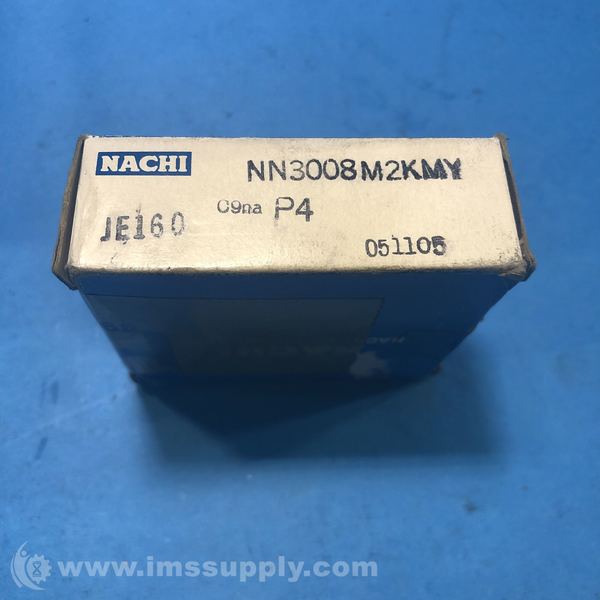 NACHI NN3008M2KMY
JE160 C9na P4
051105
www.imssupply.com